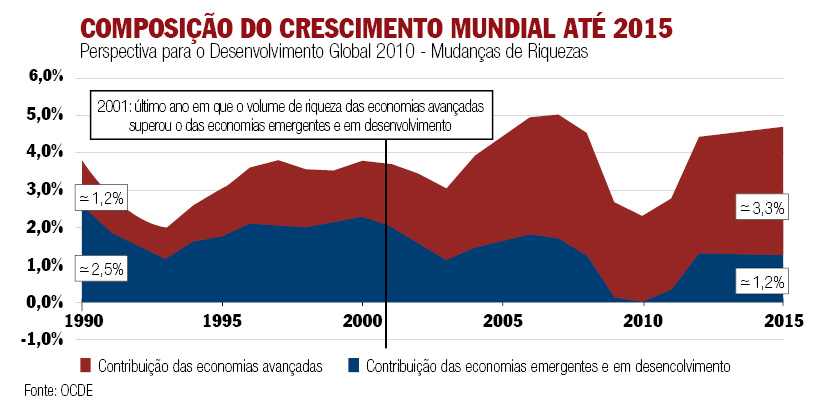 COMPOSIÇÃO DO CRESCIMENTO MUNDIAL ATÉ 2015
Perspectiva para o Desenvolvimento Global 2010 - Mudanças de Riquezas
6,0%
5,0%
4,0%
3,0%
2,0%
1,0%
0,0%
-1,0%
2001: último ano em que o volume de riqueza das economias avançadas
superou o das economias emergentes e em desenvolvimento
≃ 1,2%
≃ 2,5%
≃ 3,3%
≃ 1,2%
1990 1995 2000 2005 2010 2015
Contribuição das economias avançadas
Contribuição das economias emergentes e em desencolvimento
Fonte: OCDE